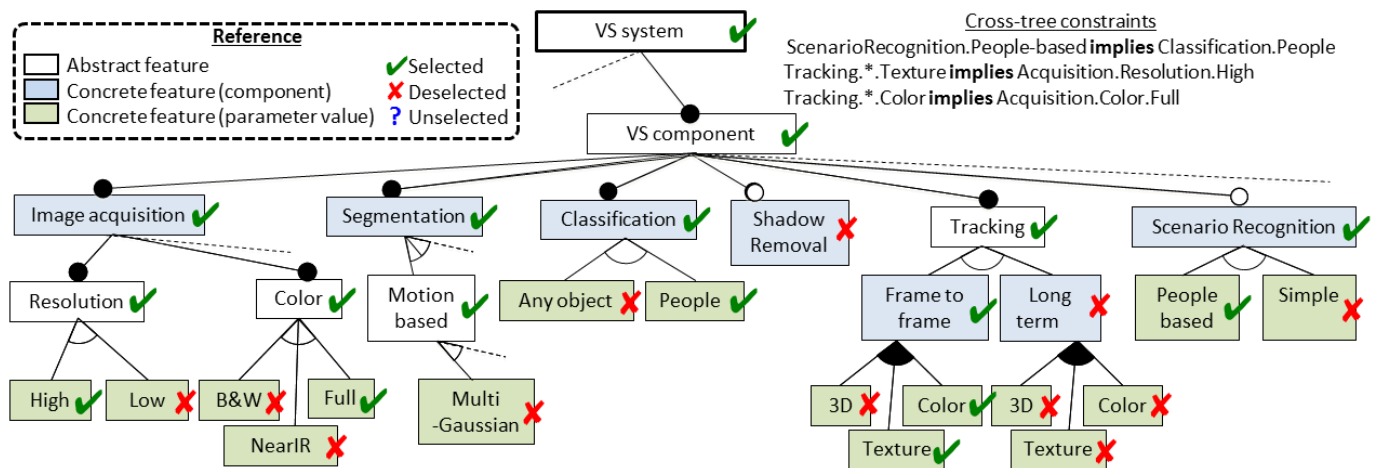 Reference
Abstract feature
Selected
Concrete feature (component)
Deselected
Concrete feature (parameter value)
? Unselected
VS system
Cross-tree constraints
ScenarioRecognition.People-based implies Classification.People
Tracking.*.Texture implies Acquisition.Resolution.High
Tracking.*.Color implies Acquisition.Color.Full
VS component
Image acquisition
Segmentation
Classification
Shadow
Removal
Tracking
Scenario Recognition
Resolution
Color
Motion
based
Any object
People
Frame to
frame
Long
term
People
based
Simple
High
Low
B&W
Full
NearIR
Multi
-Gaussian
3D
Color
Texture
3D
Color
Texture